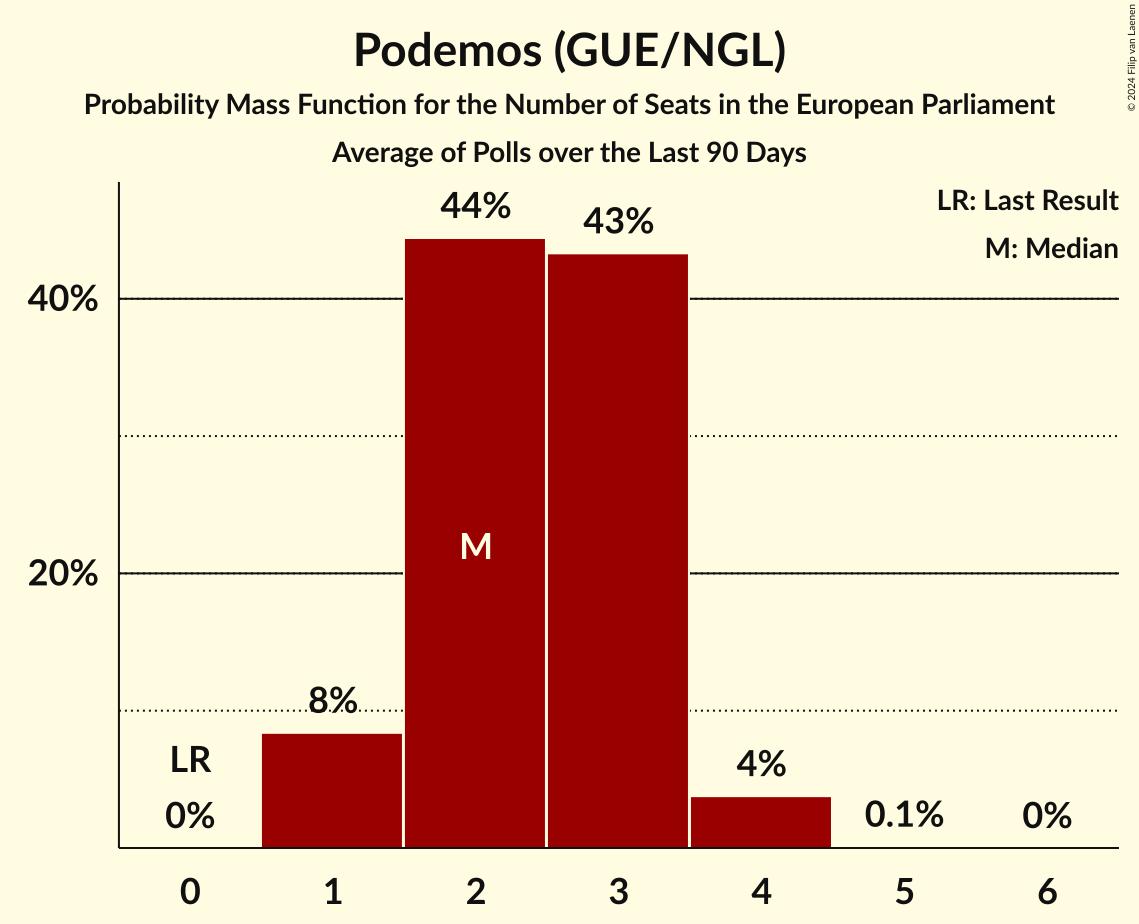 Podemos (GUE/NGL)
Probability Mass Function for the Number of Seats in the European Parliament
Average of Polls over the Last 90 Days
© 2024 Filip van Laenen
LR: Last Result
M: Median
44%
43%
40%
M
20%
8%
LR
4%
0%
0.1%
0%
0 1 2 3 4 5 6